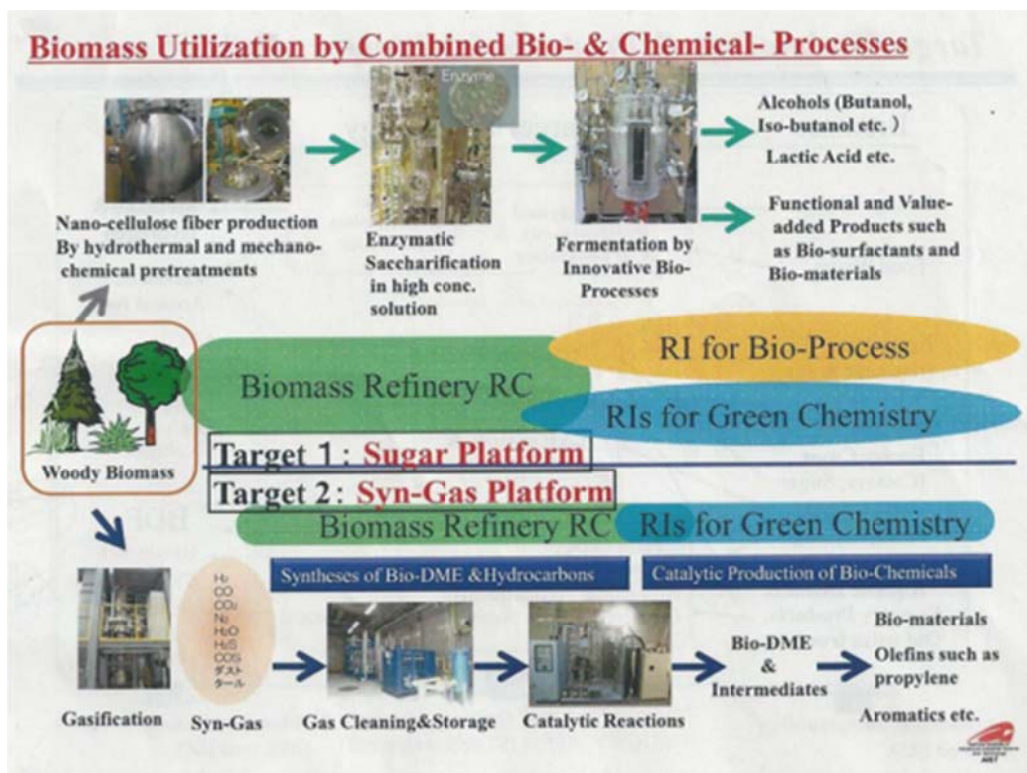 Biomass Utilization by Combined Bio- & Chemical- Processes
Enzyme
Nano-cellulose fiber production
By hydrothermal and mechano-
chemical pretreatments
Enzymatic
Saccharification
in high conc.
solution
Fermentation by
Innovative Bio-
Processes
Alcohols (Butanol,
Iso-butanol etc. )
Lactic Acid etc.
Functional and Value-
added Products such
as Bio-surfactants and
Bio-materials
Woody Biomass
Biomass Refinery RC
RI for Bio-Process
RIs for Green Chemistry
Target 1 : Sugar Platform
Target 2 : Syn-Gas Platform
Biomass Refinery RC
RIs for Green Chemistry
Syntheses of Bio-DME &Hydrocarbons
Catalytic Production of Bio-Chemicals
H₂
CO
CO₂
N₂
H₂O
H₂S
COS
ダスト
タール
Gasification
Syn-Gas
Gas Cleaning&Storage
Catalytic Reactions
Bio-DME
&
Intermediates
Bio-materials
Olefins such as
propylene
Aromatics etc.
AIST